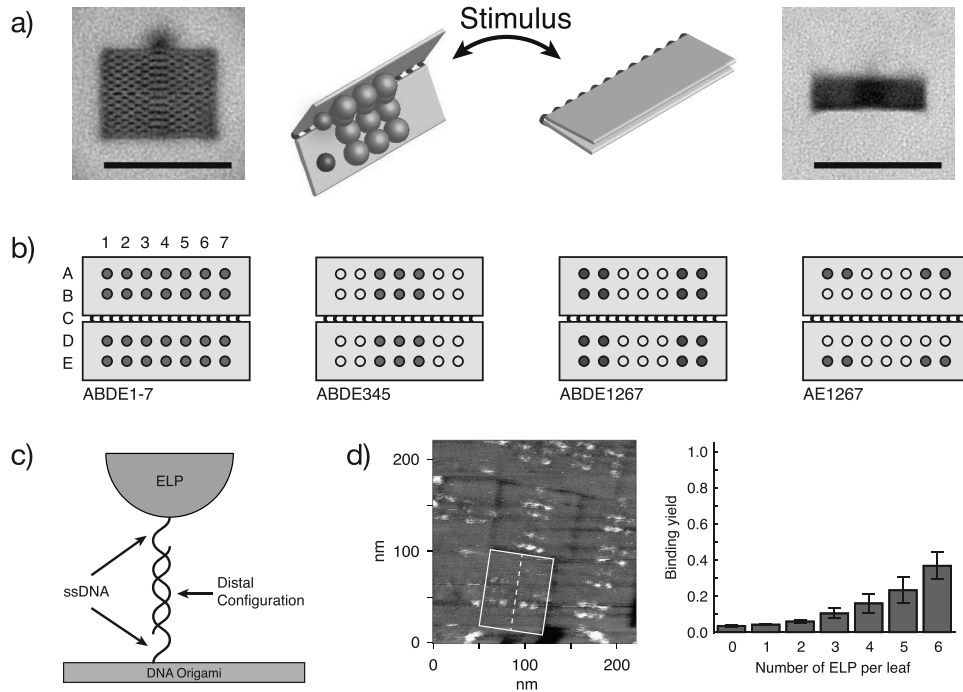 a)
Stimulus
b)
1 2 3 4 5 6 7
A
B
C
D
E
ABDE1-7
ABDE345
ABDE1267
AE1267
c)
ELP
ssDNA
Distal
Configuration
DNA Origami
d)
200
100
0
nm
0 100 200
nm
1.0
0.8
0.6
0.4
0.2
0.0
Binding yield
0 1 2 3 4 5 6
Number of ELP per leaf